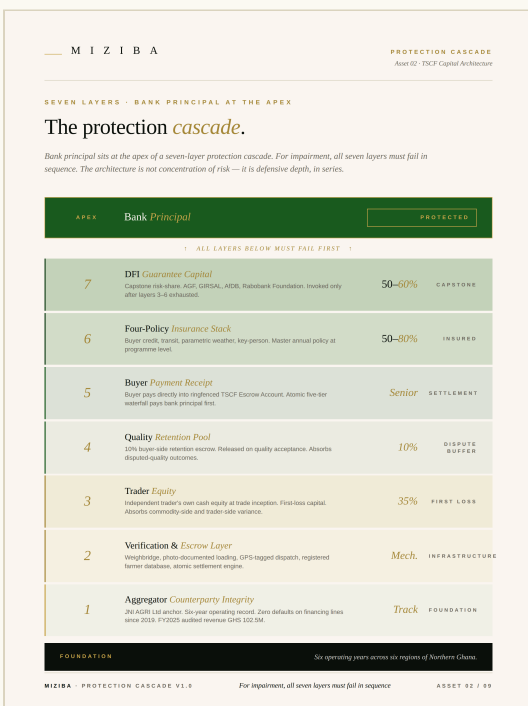 MIZIBA
PROTECTION CASCADE
Asset 02 · TSCF Capital Architecture
SEVEN LAYERS · BANK PRINCIPAL AT THE APEX
The protection cascade.
Bank principal sits at the apex of a seven-layer protection cascade. For impairment, all seven layers must fail in
sequence. The architecture is not concentration of risk — it is defensive depth, in series.
APEX Bank Principal PROTECTED
↑ ALL LAYERS BELOW MUST FAIL FIRST ↑
7 DFI Guarantee Capital 50–60% CAPSTONE
Capstone risk-share. AGF, GIRSAL, AfDB, Rabobank Foundation. Invoked only
after layers 3–6 exhausted.
6 Four-Policy Insurance Stack 50–80% INSURED
Buyer credit, transit, parametric weather, key-person. Master annual policy at
programme level.
5 Buyer Payment Receipt Senior SETTLEMENT
Buyer pays directly into ringfenced TSCF Escrow Account. Atomic five-tier
waterfall pays bank principal first.
4 Quality Retention Pool 10% DISPUTE
BUFFER
10% buyer-side retention escrow. Released on quality acceptance. Absorbs
disputed-quality outcomes.
3 Trader Equity 35% FIRST LOSS
Independent trader's own cash equity at trade inception. First-loss capital.
Absorbs commodity-side and trader-side variance.
2 Verification & Escrow Layer Mech. INFRASTRUCTURE
Weighbridge, photo-documented loading, GPS-tagged dispatch, registered
farmer database, atomic settlement engine.
1 Aggregator Counterparty Integrity Track FOUNDATION
JNI AGRI Ltd anchor. Six-year operating record. Zero defaults on financing lines
since 2019. FY2025 audited revenue GHS 102.5M.
FOUNDATION Six operating years across six regions of Northern Ghana.
MIZIBA · PROTECTION CASCADE V1.0 For impairment, all seven layers must fail in sequence ASSET 02 / 09